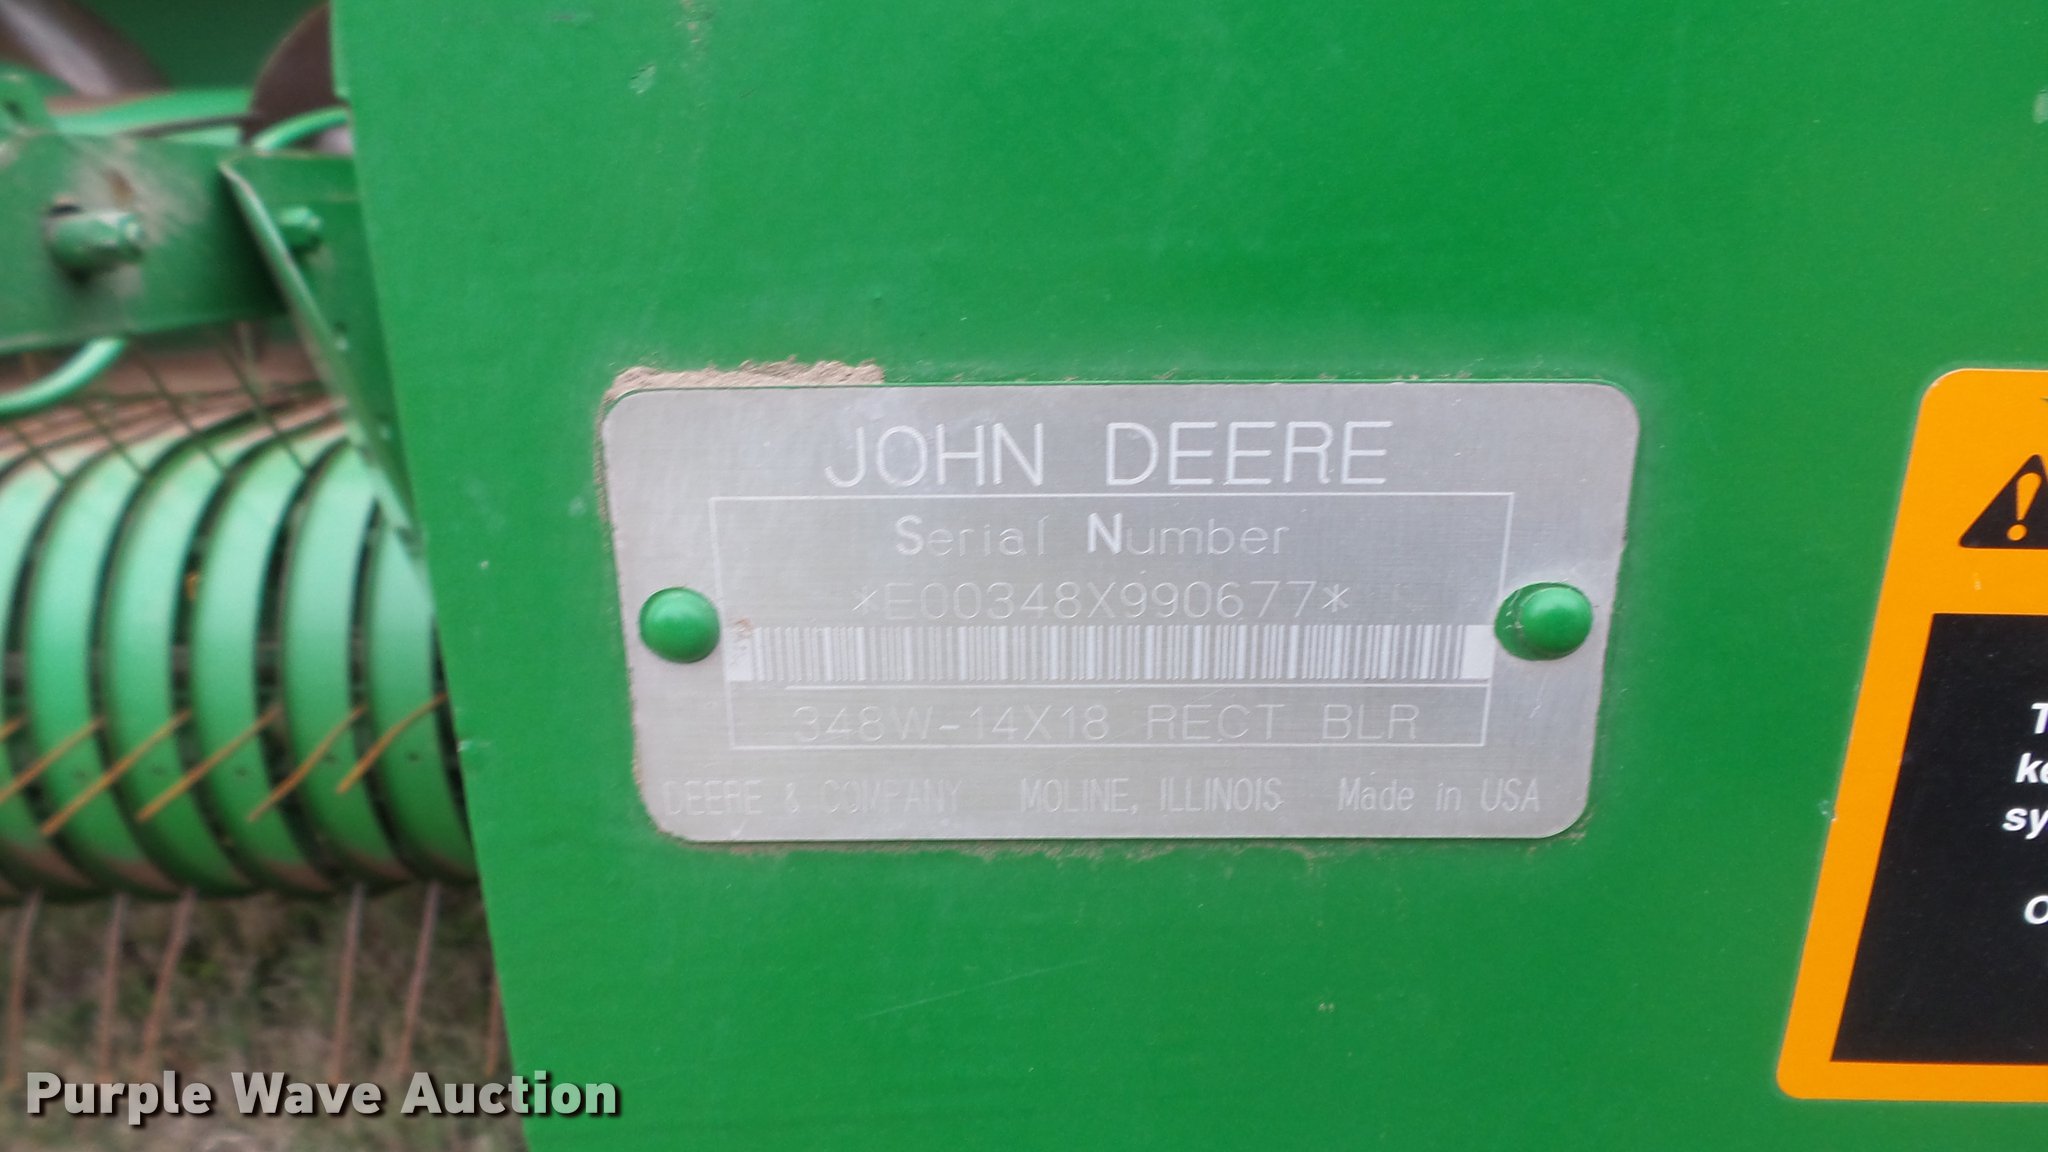 JOHN DEERE
Serial Number
*E00348X990677*
348W-14X18 RECT BLR
DEERE & COMPANY MOLINE, ILLINOIS Made in USA
Purple Wave Auction